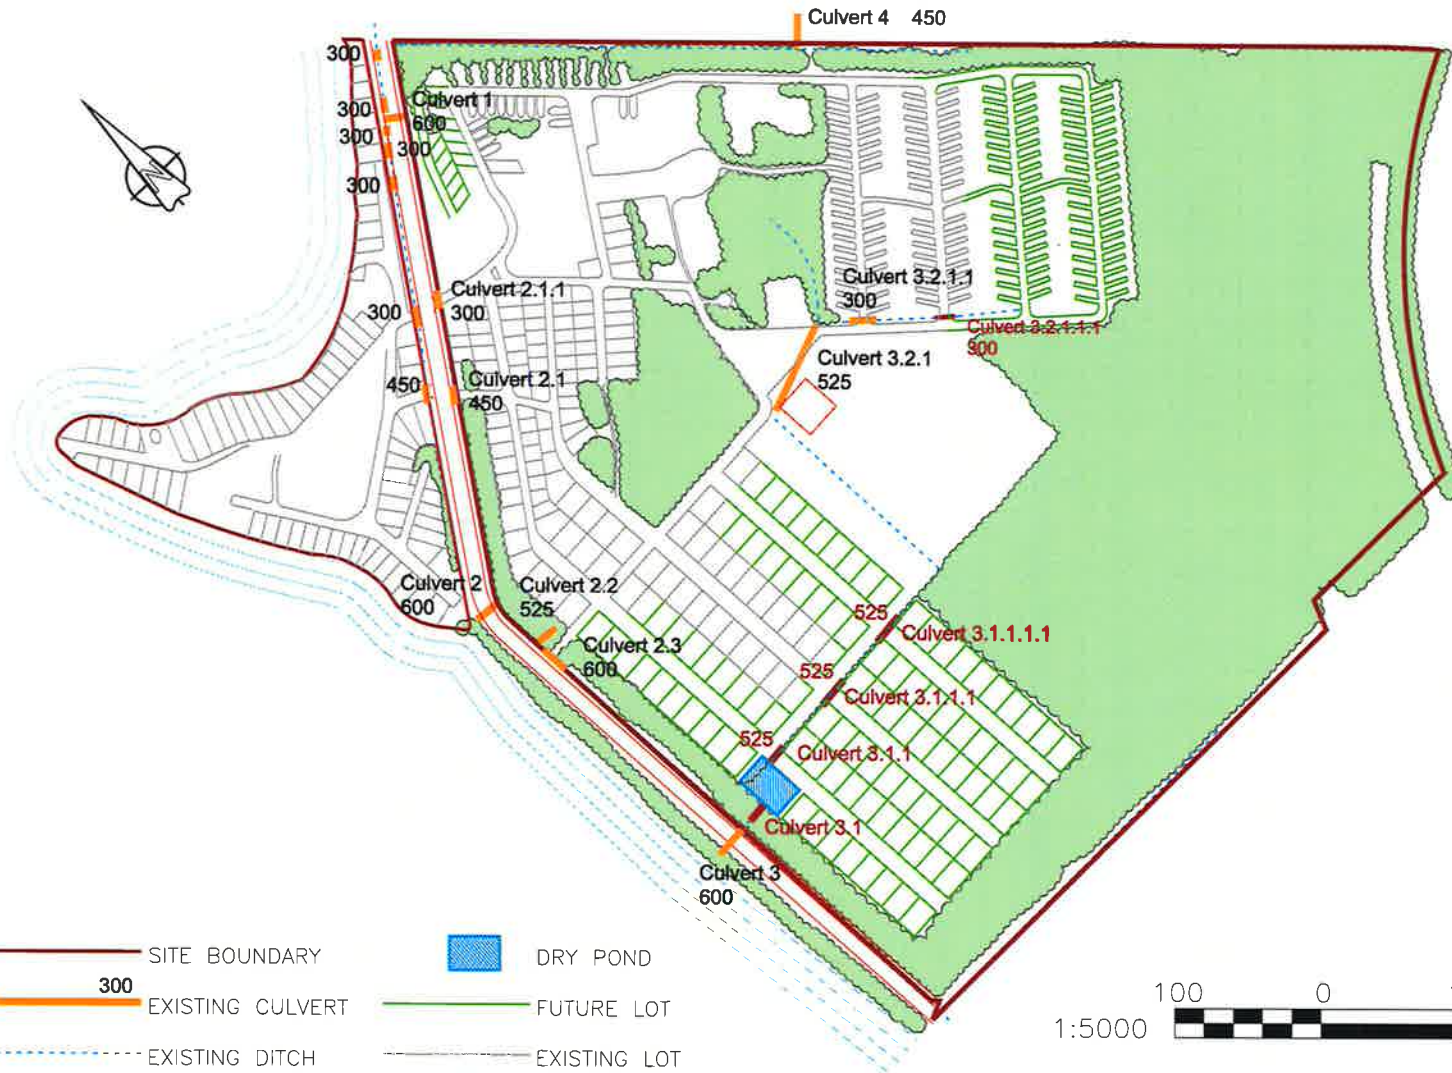 Culvert 4 450
300
300
Culvert 1
600
300
300
300
Culvert 2.1.1
300
300
Culvert 3.2.1.1
300
Culvert 3.2.1.1.1
300
Culvert 3.2.1
525
450
Culvert 2.1
450
Culvert 2
600
Culvert 2.2
525
Culvert 2.3
600
525
Culvert 3.1.1.1.1
525
Culvert 3.1.1.1
525
Culvert 3.1.1
Culvert 3.1
Culvert 3
600
N
SITE BOUNDARY
DRY POND
300
EXISTING CULVERT
FUTURE LOT
EXISTING DITCH
EXISTING LOT
100 0
1:5000